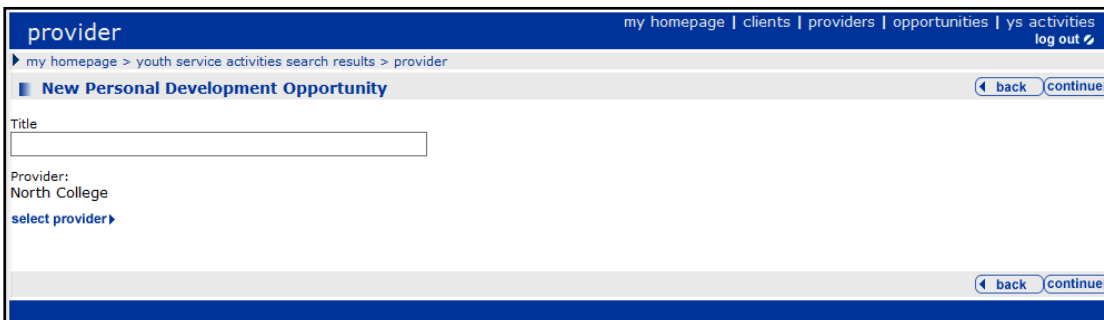 provider
my homepage | clients | providers | opportunities | ys activities
log out
my homepage > youth service activities search results > provider
New Personal Development Opportunity
back continue
Title
Provider:
North College
select provider
back continue